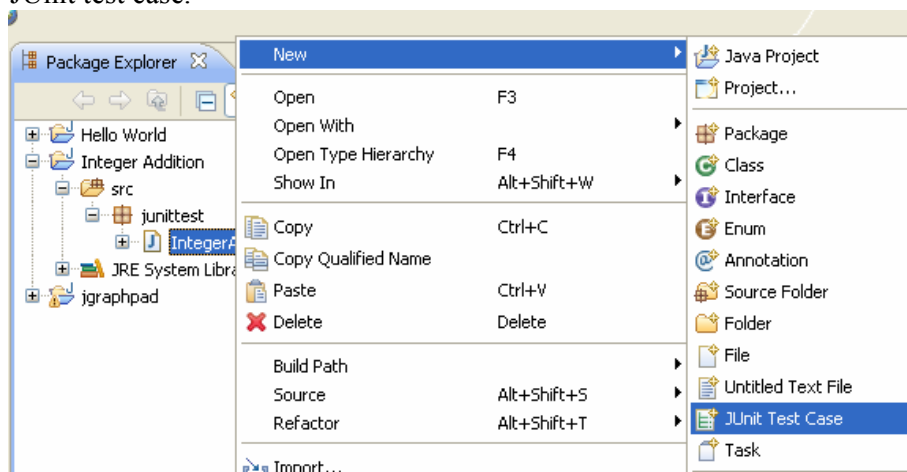 JUnit test case.
Package Explorer
Hello World
Integer Addition
src
junittest
IntegerA
JRE System Libra
jgraphpad
New
Open F3
Open With
Open Type Hierarchy F4
Show In Alt+Shift+W
Copy Ctrl+C
Copy Qualified Name
Paste Ctrl+V
Delete Delete
Build Path
Source Alt+Shift+S
Refactor Alt+Shift+T
Import...
Java Project
Project...
Package
Class
Interface
Enum
Annotation
Source Folder
Folder
File
Untitled Text File
JUnit Test Case
Task